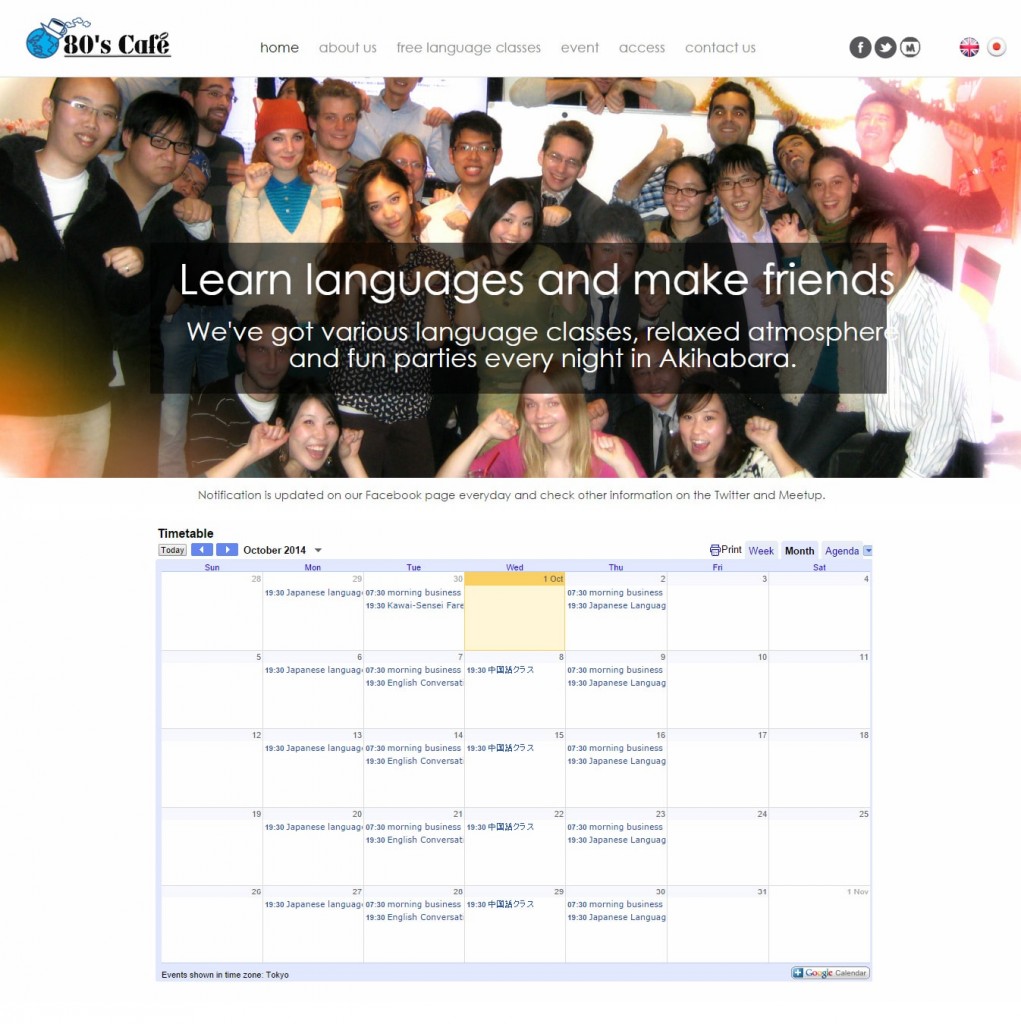 80's Café
home about us free language classes event access contact us
Learn languages and make friends
We've got various language classes, relaxed atmosphere
and fun parties every night in Akihabara.
Notification is updated on our Facebook page everyday and check other information on the Twitter and Meetup.
Timetable
Today October 2014 Print Week Month Agenda
Sun Mon Tue Wed Thu Fri Sat
28 29 30 1 Oct 2 3 4
19:30 Japanese languag 07:30 morning business 07:30 morning business
19:30 Kawai-Sensei Fare 19:30 Japanese Languag
5 6 7 8 9 10 11
19:30 Japanese languag 07:30 morning business 19:30 中国語クラス 07:30 morning business
19:30 English Conversat 19:30 Japanese Languag
12 13 14 15 16 17 18
19:30 Japanese languag 07:30 morning business 19:30 中国語クラス 07:30 morning business
19:30 English Conversat 19:30 Japanese Languag
19 20 21 22 23 24 25
19:30 Japanese languag 07:30 morning business 19:30 中国語クラス 07:30 morning business
19:30 English Conversat 19:30 Japanese Languag
26 27 28 29 30 31 1 Nov
19:30 Japanese languag 07:30 morning business 19:30 中国語クラス 07:30 morning business
19:30 English Conversat 19:30 Japanese Languag
Events shown in time zone: Tokyo Google Calendar